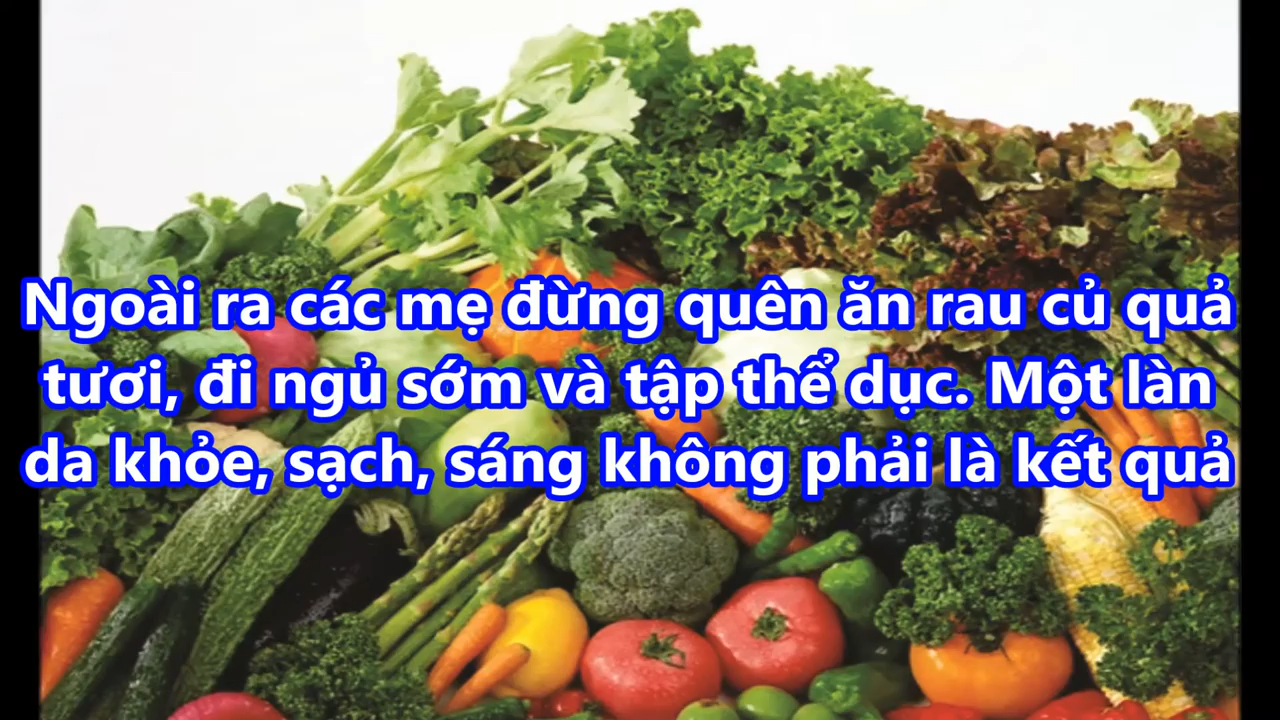 Ngoài ra các mẹ đừng quên ăn rau củ quả
tươi, đi ngủ sớm và tập thể dục. Một làn
da khỏe, sạch, sáng không phải là kết quả